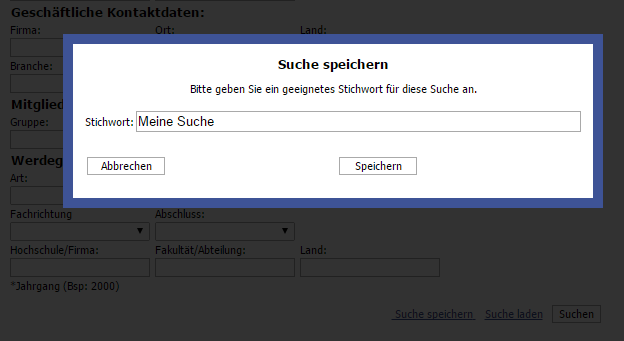 Geschäftliche Kontaktdaten:
Firma: Ort: Land:
Branche:
Suche speichern
Bitte geben Sie ein geeignetes Stichwort für diese Suche an.
Mitglied
Gruppe:
Stichwort: Meine Suche
Werdeg
Abbrechen Speichern
Art:
Fachrichtung Abschluss:
Hochschule/Firma: Fakultät/Abteilung: Land:
*Jahrgang (Bsp: 2000)
Suche speichern Suche laden Suchen